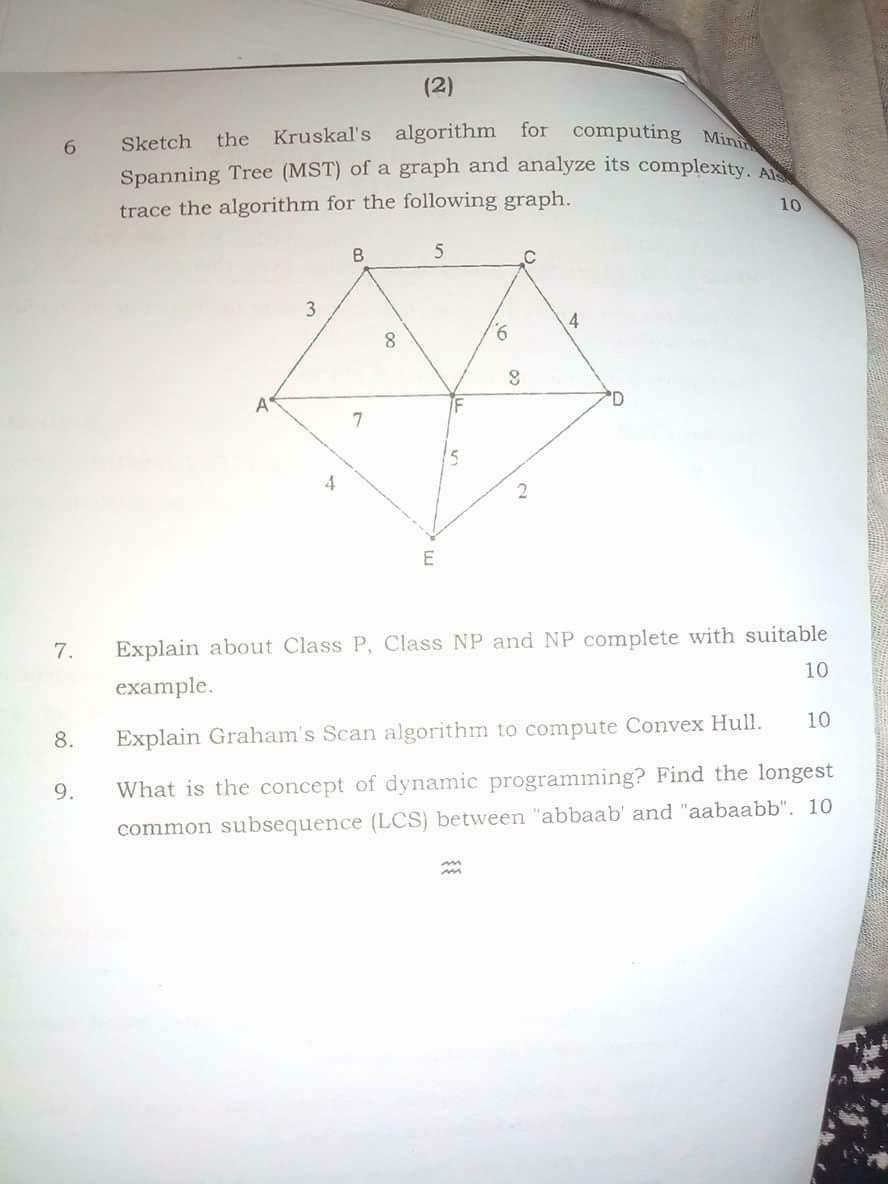 (2)
6 Sketch the Kruskal's algorithm for computing
Spanning Tree (MST) of a graph and analyze its complexity.
trace the algorithm for the following graph. 10
B 5 C
3 8 6 4
8
A F D
7
5
4 2
E
7. Explain about Class P, Class NP and NP complete with suitable
example. 10
8. Explain Graham's Scan algorithm to compute Convex Hull. 10
9. What is the concept of dynamic programming? Find the longest
common subsequence (LCS) between "abbaab' and "aabaabb". 10